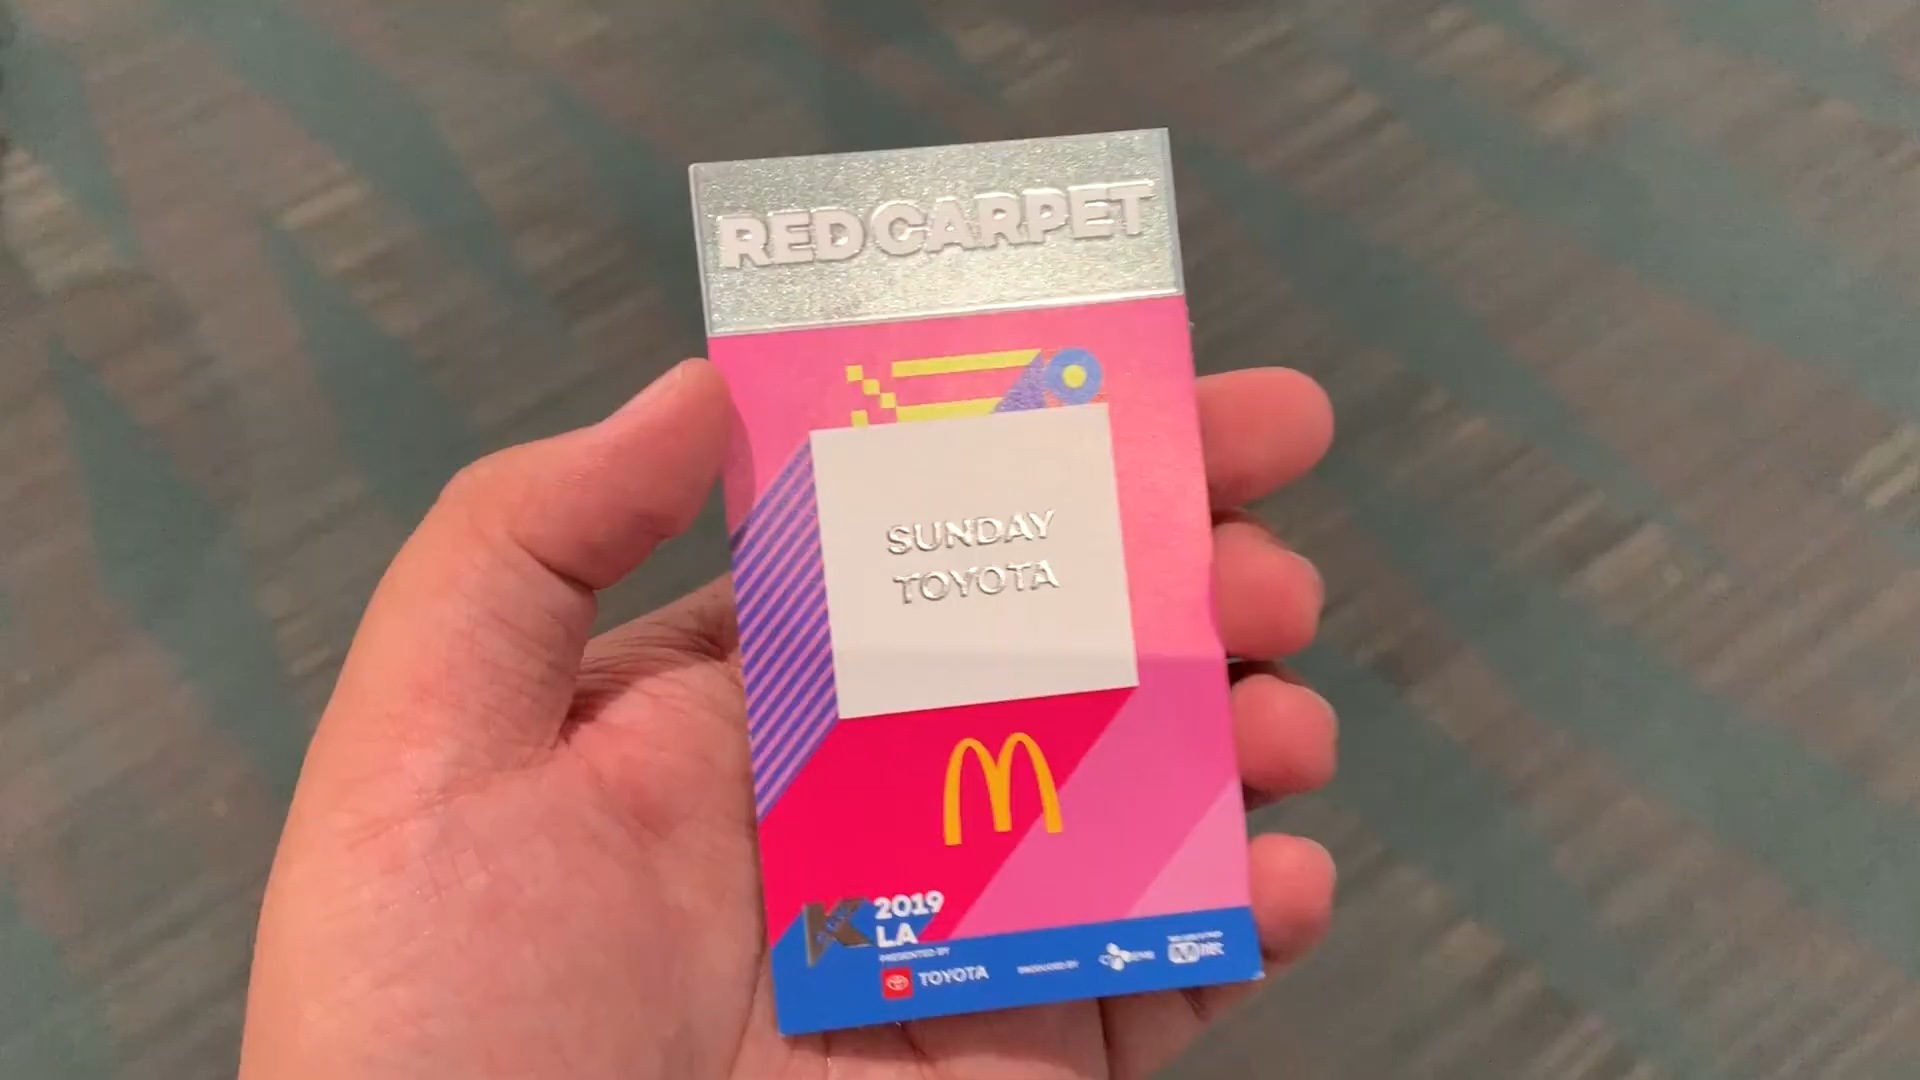 RED CARPET
SUNDAY
TOYOTA
K 2019
LA
PRESENTED BY
TOYOTA
PRODUCED BY